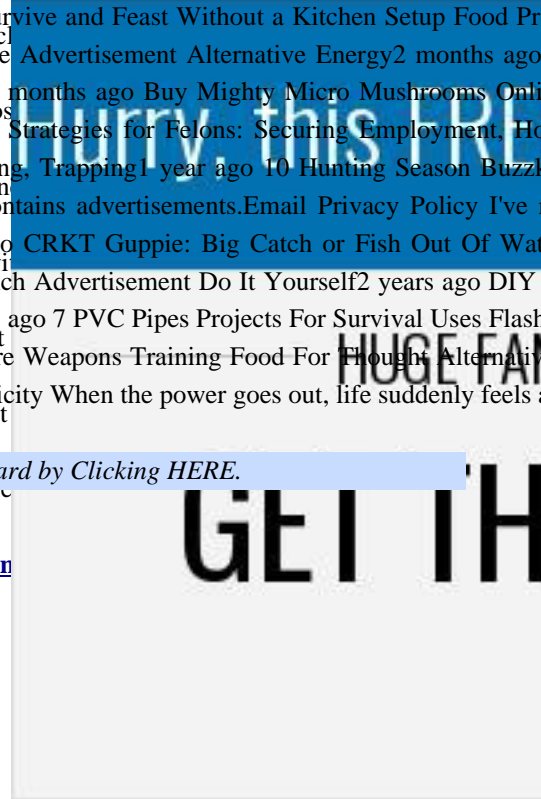 rvive and Feast Without a Kitchen Setup Food Pr
e Advertisement Alternative Energy2 months ago
months ago Buy Mighty Micro Mushrooms Onli
Hurry, this FRE
Strategies for Felons: Securing Employment, Ho
ng, Trapping1 year ago 10 Hunting Season Buzzk
ontains advertisements.Email Privacy Policy I've r
o CRKT Guppie: Big Catch or Fish Out Of Wat
ch Advertisement Do It Yourself2 years ago DIY
ago 7 PVC Pipes Projects For Survival Uses Flash
re Weapons Training Food For Thought Alternativ
HUGE FAN
icity When the power goes out, life suddenly feels a
ard by Clicking HERE.
GET TH